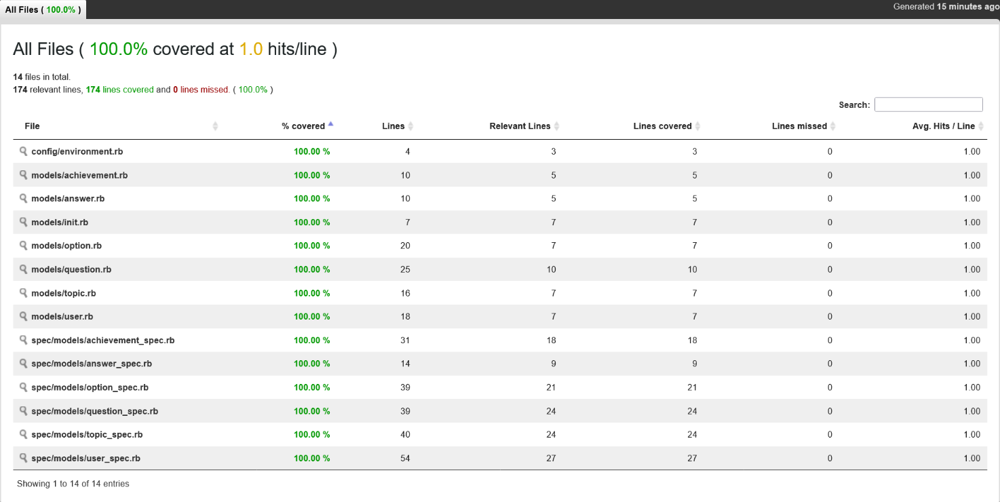 All Files ( 100.0% )
Generated 15 minutes ago
All Files ( 100.0% covered at 1.0 hits/line )
14 files in total.
174 relevant lines, 174 lines covered and 0 lines missed. ( 100.0% )
Search:
File % covered Lines Relevant Lines Lines covered Lines missed Avg. Hits / Line
config/environment.rb 100.00 % 4 3 3 0 1.00
models/achievement.rb 100.00 % 10 5 5 0 1.00
models/answer.rb 100.00 % 10 5 5 0 1.00
models/init.rb 100.00 % 7 7 7 0 1.00
models/option.rb 100.00 % 20 7 7 0 1.00
models/question.rb 100.00 % 25 10 10 0 1.00
models/topic.rb 100.00 % 16 7 7 0 1.00
models/user.rb 100.00 % 18 7 7 0 1.00
spec/models/achievement_spec.rb 100.00 % 31 18 18 0 1.00
spec/models/answer_spec.rb 100.00 % 14 9 9 0 1.00
spec/models/option_spec.rb 100.00 % 39 21 21 0 1.00
spec/models/question_spec.rb 100.00 % 39 24 24 0 1.00
spec/models/topic_spec.rb 100.00 % 40 24 24 0 1.00
spec/models/user_spec.rb 100.00 % 54 27 27 0 1.00
Showing 1 to 14 of 14 entries